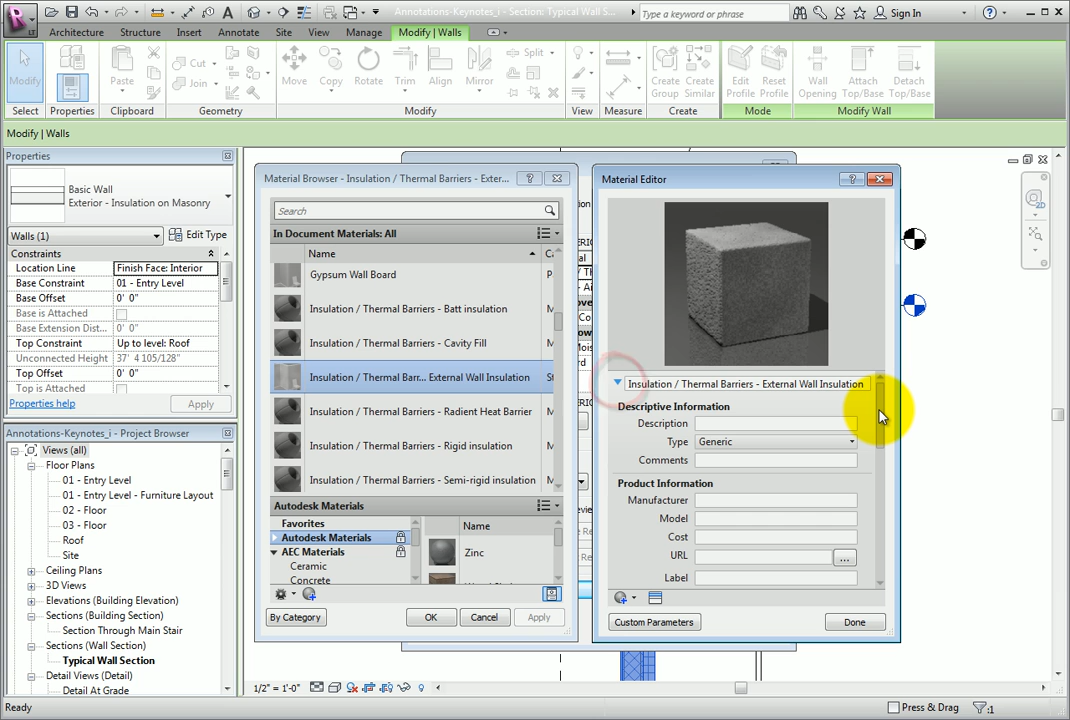 Annotations-Keynotes_i - Section: Typical Wall S...
Type a keyword or phrase
Sign In
LT
Architecture
Structure
Insert
Annotate
Site
View
Manage
Modify | Walls
Modify
Paste
Cut
Join
Move
Copy
Rotate
Trim
Align
Mirror
Split
Create
Group
Create
Similar
Edit
Profile
Reset
Profile
Wall
Opening
Attach
Top/Base
Detach
Top/Base
Select
Properties
Clipboard
Geometry
Modify
View
Measure
Create
Mode
Modify Wall
Modify | Walls
Properties
Basic Wall
Exterior - Insulation on Masonry
Walls (1)
Edit Type
Constraints
Location Line
Finish Face: Interior
Base Constraint
01 - Entry Level
Base Offset
0' 0"
Base is Attached
Base Extension Dist...
0' 0"
Top Constraint
Up to level: Roof
Unconnected Height
37' 4 105/128"
Top Offset
0' 0"
Top is Attached
Properties help
Apply
Annotations-Keynotes_i - Project Browser
Views (all)
Floor Plans
01 - Entry Level
01 - Entry Level - Furniture Layout
02 - Floor
03 - Floor
Roof
Site
Ceiling Plans
3D Views
Elevations (Building Elevation)
Sections (Building Section)
Section Through Main Stair
Sections (Wall Section)
Typical Wall Section
Detail Views (Detail)
Detail At Grade
Material Browser - Insulation / Thermal Barriers - Exter...
Search
In Document Materials: All
Name
Gypsum Wall Board
Insulation / Thermal Barriers - Batt insulation
Insulation / Thermal Barriers - Cavity Fill
Insulation / Thermal Barr... External Wall Insulation
Insulation / Thermal Barriers - Radient Heat Barrier
Insulation / Thermal Barriers - Rigid insulation
Insulation / Thermal Barriers - Semi-rigid insulation
Autodesk Materials
Favorites
Autodesk Materials
AEC Materials
Ceramic
Concrete
Name
Zinc
By Category
OK
Cancel
Apply
Material Editor
Insulation / Thermal Barriers - External Wall Insulation
Descriptive Information
Description
Type
Generic
Comments
Product Information
Manufacturer
Model
Cost
URL
...
Label
Custom Parameters
Done
1/2" = 1'-0"
Ready
Press & Drag
:1